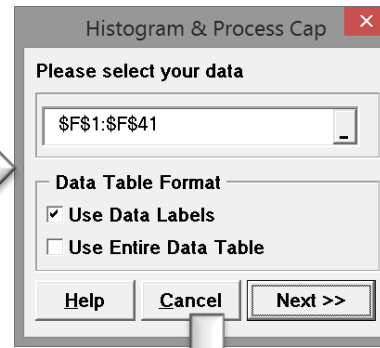 Histogram & Process Cap
Please select your data
$F$1:$F$41
Data Table Format
Use Data Labels
Use Entire Data Table
Help Cancel Next >>